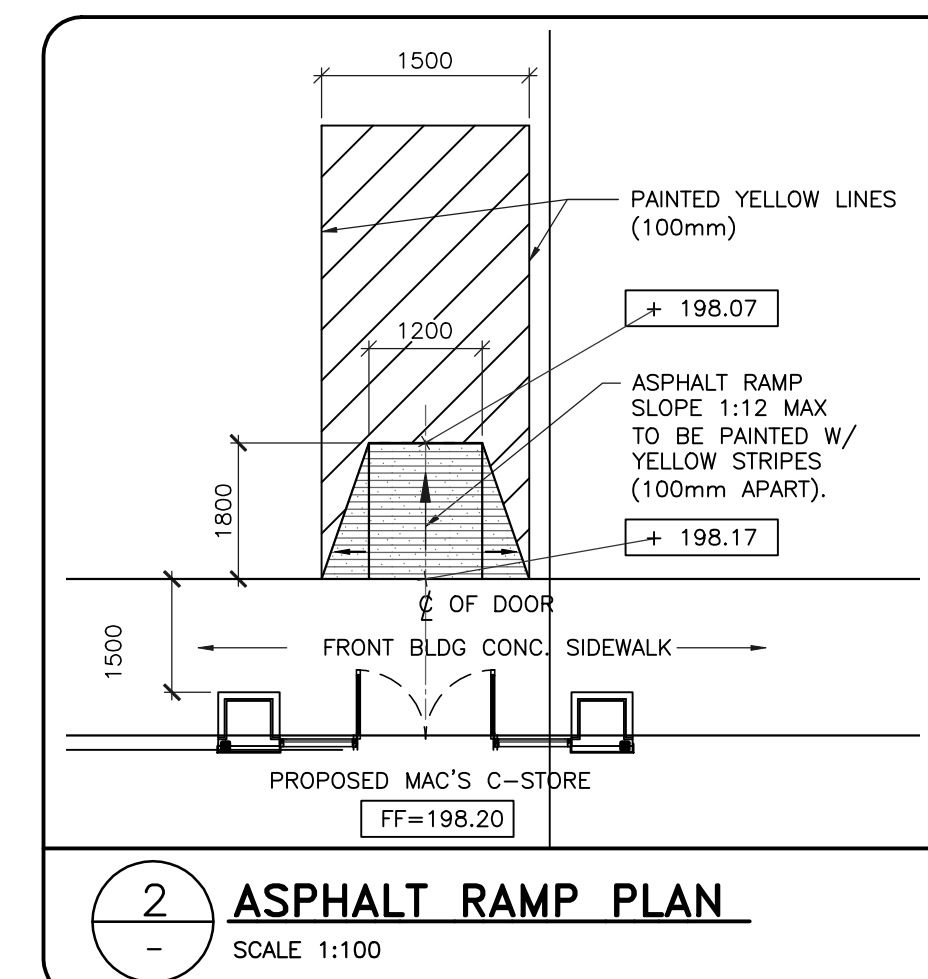 1500
PAINTED YELLOW LINES
(100mm)
+ 198.07
1200
ASPHALT RAMP
SLOPE 1:12 MAX
TO BE PAINTED W/
YELLOW STRIPES
(100mm APART).
1800
+ 198.17
℄ OF DOOR
1500
FRONT BLDG CONC. SIDEWALK
PROPOSED MAC'S C-STORE
FF=198.20
2
-
ASPHALT RAMP PLAN
SCALE 1:100